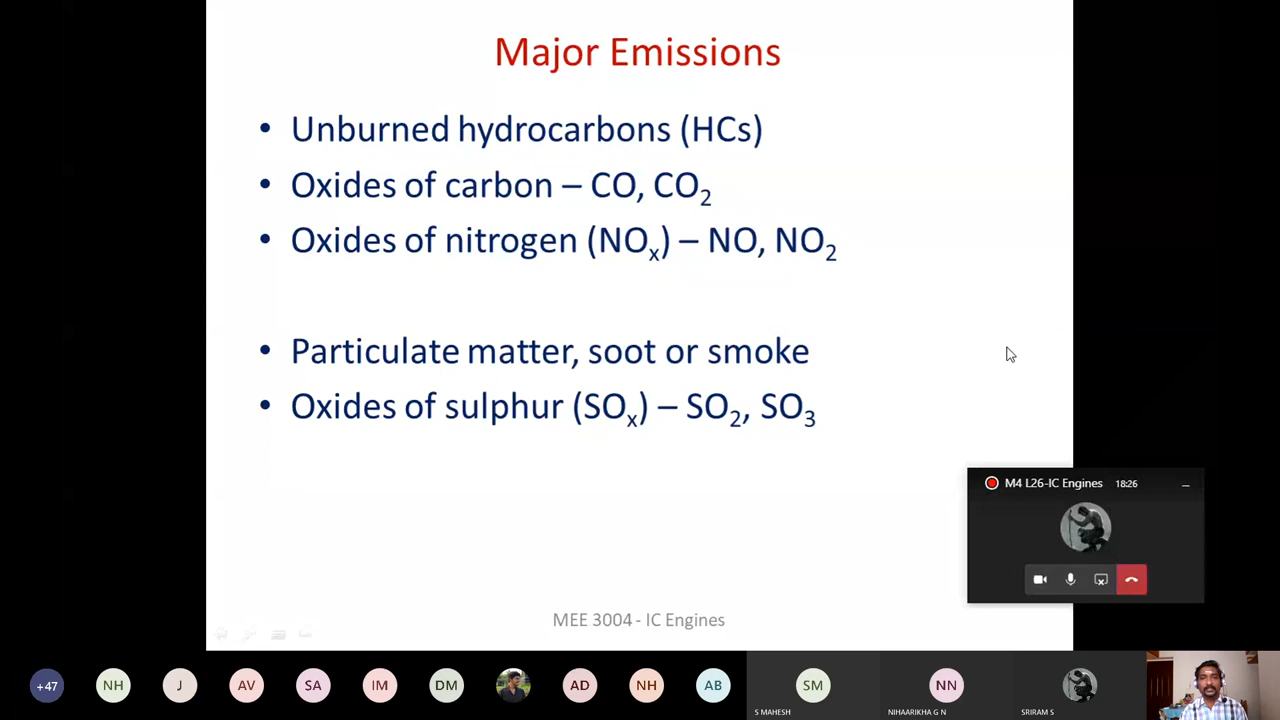 Major Emissions
• Unburned hydrocarbons (HCs)
• Oxides of carbon – CO, CO₂
• Oxides of nitrogen (NOₓ) – NO, NO₂
• Particulate matter, soot or smoke
• Oxides of sulphur (SOₓ) – SO₂, SO₃
M4 L26-IC Engines 18:26
MEE 3004 - IC Engines
+47 NH J AV SA IM DM AD NH AB SM NN
S MAHESH NIHAARIKHA G N SRIRAM S